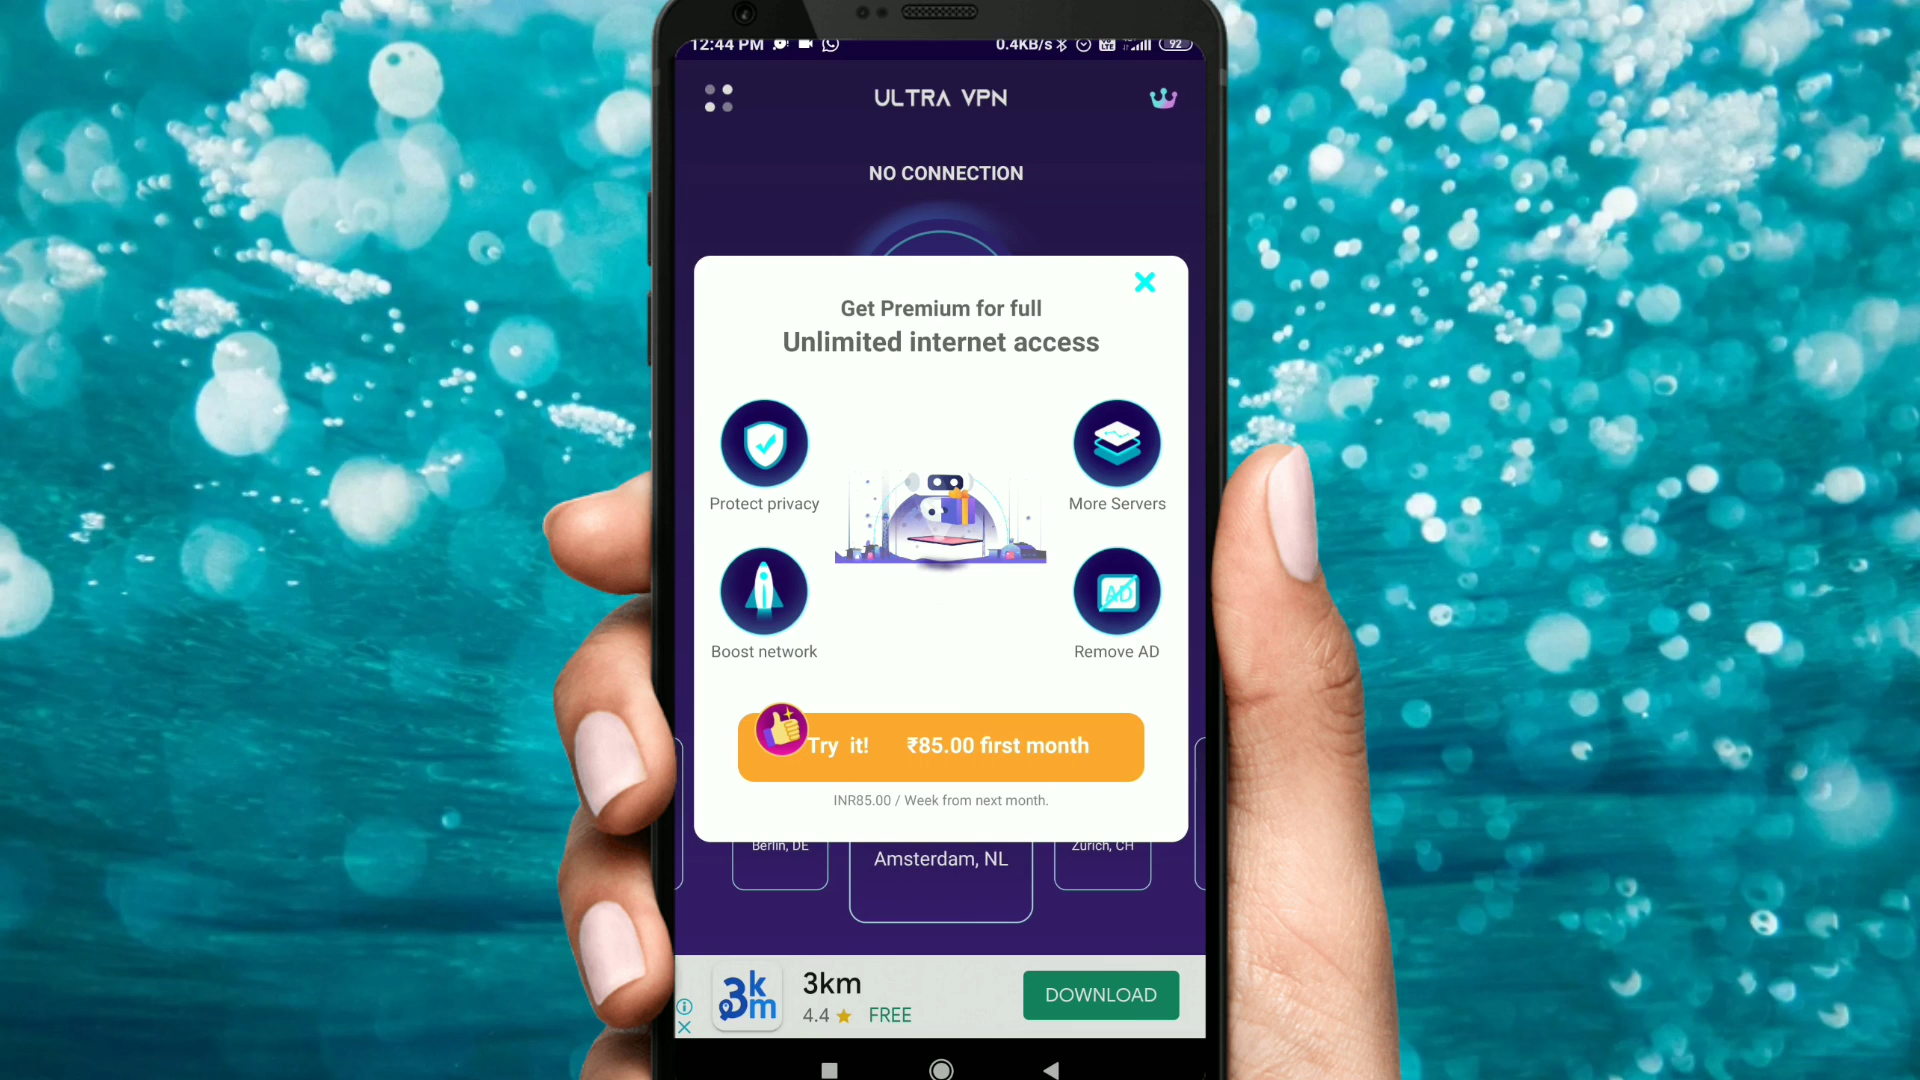 12:44 PM 0.4KB/s 92
ULTRA VPN
NO CONNECTION
Get Premium for full
Unlimited internet access
Protect privacy
More Servers
AD
Boost network
Remove AD
Try it! ₹85.00 first month
INR85.00 / Week from next month.
Berlin, DE
Amsterdam, NL
Zurich, CH
3km
3km
4.4 FREE
DOWNLOAD